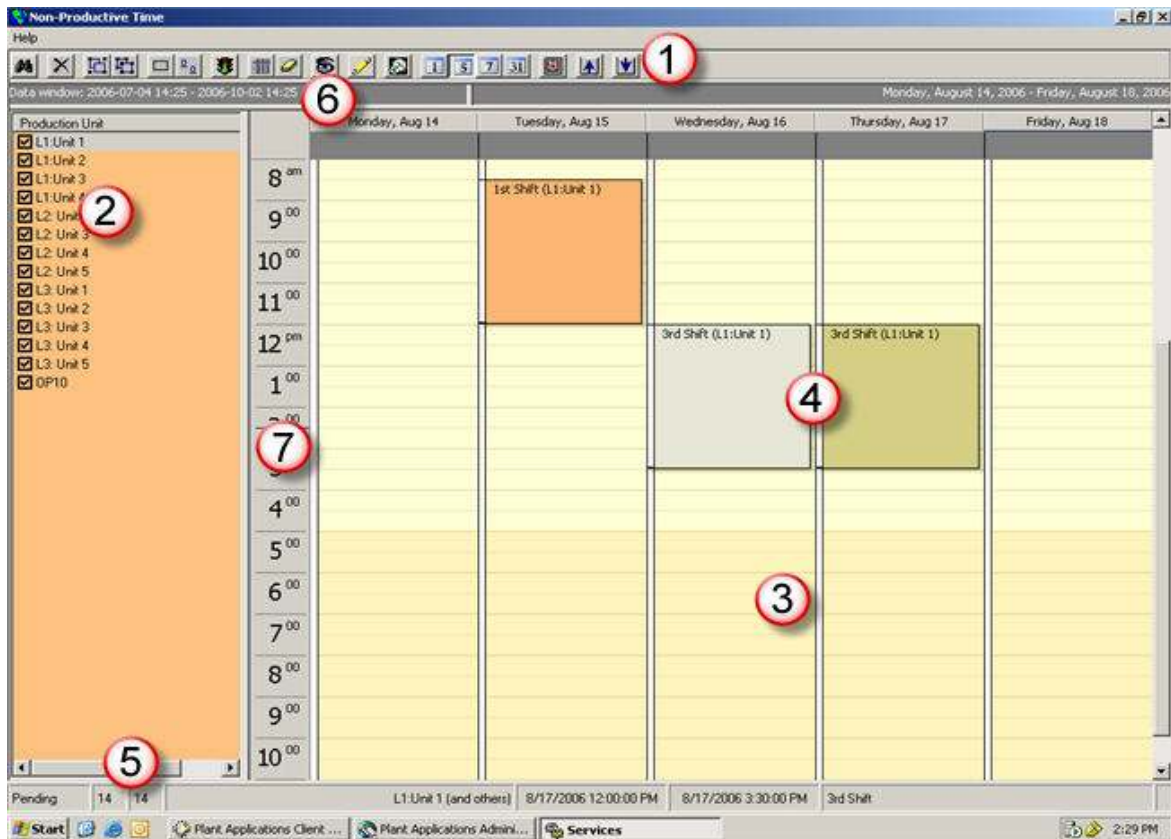 Non-Productive Time
Help
1
Data window: 2006-07-04 14:25 - 2006-10-02 14:25
6
Monday, August 14, 2006 - Friday, August 18, 2006
Production Unit
Monday, Aug 14
Tuesday, Aug 15
Wednesday, Aug 16
Thursday, Aug 17
Friday, Aug 18
L1:Unit 1
L1:Unit 2
L1:Unit 3
L1:Unit 4
2
L2: Unit
L2: Unit 3
L2: Unit 4
L2: Unit 5
L3: Unit 1
L3: Unit 2
L3: Unit 3
L3: Unit 4
L3: Unit 5
OP10
8 am
9 00
10 00
11 00
12 pm
1 00
7
4 00
5 00
6 00
7 00
8 00
9 00
10 00
1st Shift (L1:Unit 1)
3rd Shift (L1:Unit 1)
3rd Shift (L1:Unit 1)
4
3
5
Pending 14 14 L1:Unit 1 (and others) 8/17/2006 12:00:00 PM 8/17/2006 3:30:00 PM 3rd Shift
Start Plant Applications Client ... Plant Applications Admini... Services 2:29 PM